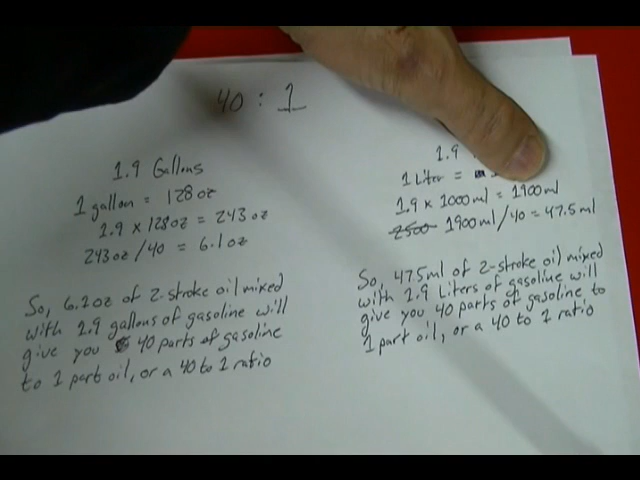 40 : 1
1.9 Gallons
1 gallon = 128 oz
1.9 x 128 oz = 243 oz
243 oz / 40 = 6.1 oz
So, 6.2 oz of 2-stroke oil mixed
with 1.9 gallons of gasoline will
give you 40 parts of gasoline
to 1 part oil, or a 40 to 1 ratio
1.9
1 Liter =
1.9 x 1000 ml = 1900 ml
2500 1900 ml / 40 = 47.5 ml
So, 47.5 ml of 2-stroke oil mixed
with 1.9 Liters of gasoline will
give you 40 parts of gasoline to
1 part oil, or a 40 to 1 ratio